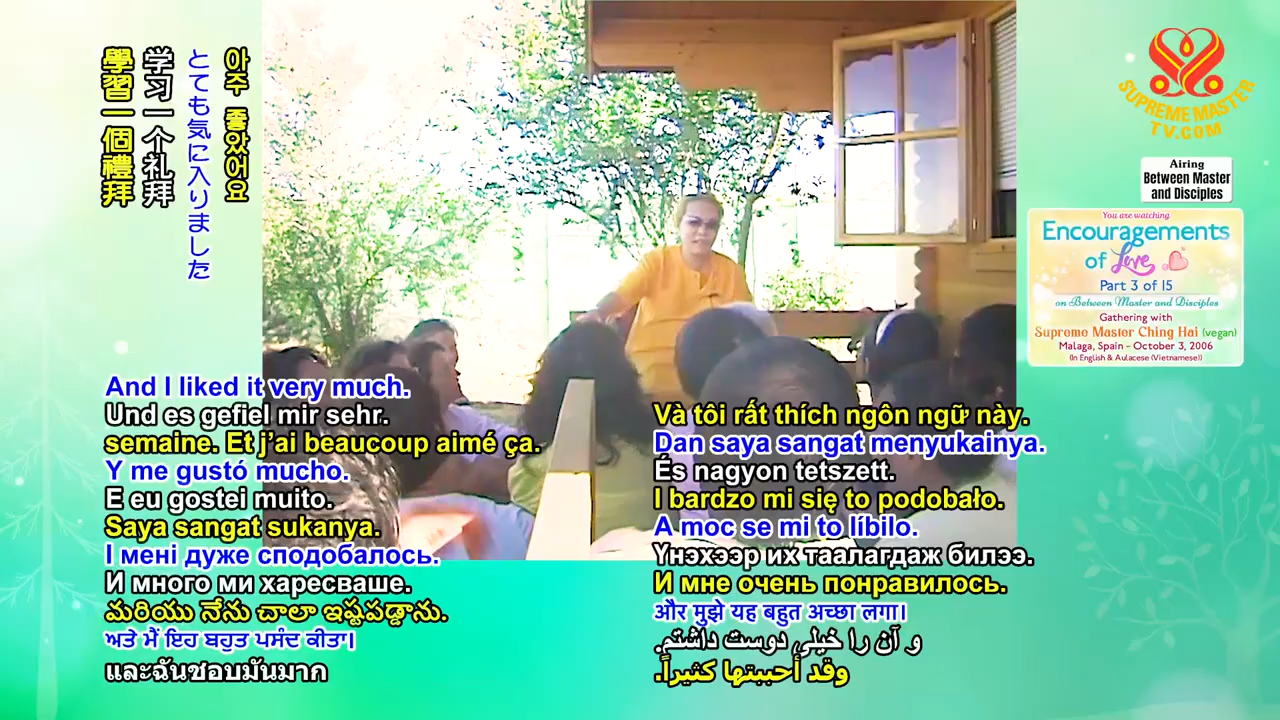 아주 좋았어요
とても気に入りました
学习一个礼拜
學習一個禮拜
And I liked it very much.
Und es gefiel mir sehr.
semaine. Et j'ai beaucoup aimé ça.
Y me gustó mucho.
E eu gostei muito.
Saya sangat sukanya.
І мені дуже сподобалось.
И много ми харесваше.
మరియు నేను చాలా ఇష్టపడ్డాను.
ਅਤੇ ਮੈਂ ਇਹ ਬਹੁਤ ਪਸੰਦ ਕੀਤਾ।
และฉันชอบมันมาก
Và tôi rất thích ngôn ngữ này.
Dan saya sangat menyukainya.
És nagyon tetszett.
I bardzo mi się to podobało.
A moc se mi to líbilo.
Үнэхээр их таалагдаж билээ.
И мне очень понравилось.
और मुझे यह बहुत अच्छा लगा।
و آن را خیلی دوست داشتم.
وقد أحببتها كثيراً.
SUPREME MASTER
TV.COM
Airing
Between Master
and Disciples
You are watching
Encouragements
of Love
Part 3 of 15
on Between Master and Disciples
Gathering with
Supreme Master Ching Hai (vegan)
Malaga, Spain - October 3, 2006
(In English & Aulacese (Vietnamese))